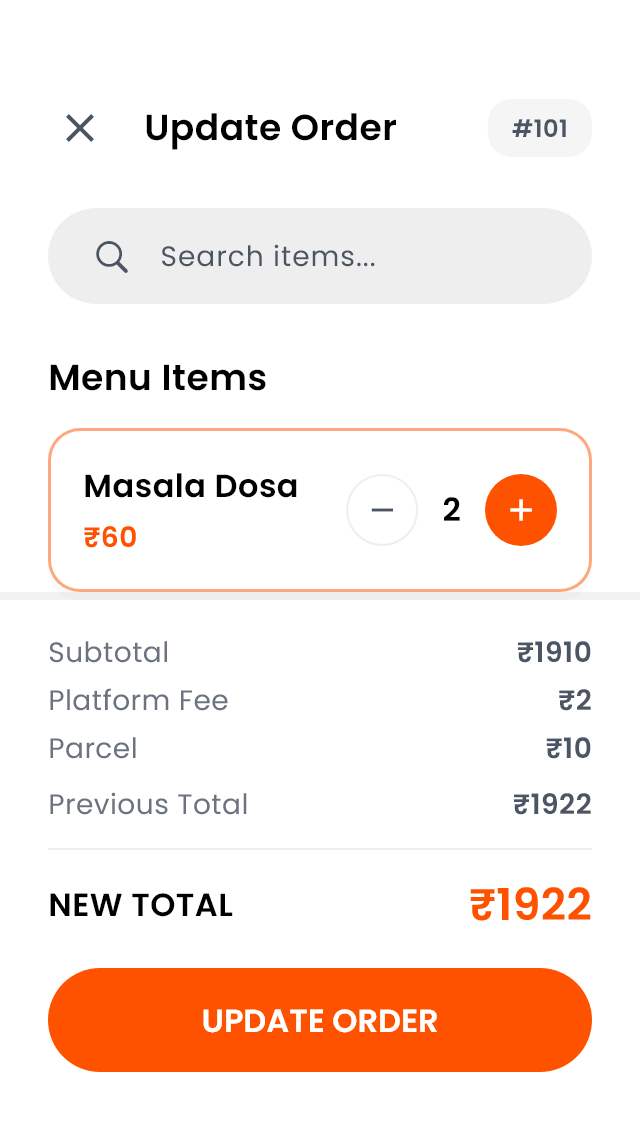 Update Order
#101
Search items...
Menu Items
Masala Dosa
₹60
2
Subtotal ₹1910
Platform Fee ₹2
Parcel ₹10
Previous Total ₹1922
NEW TOTAL ₹1922
UPDATE ORDER